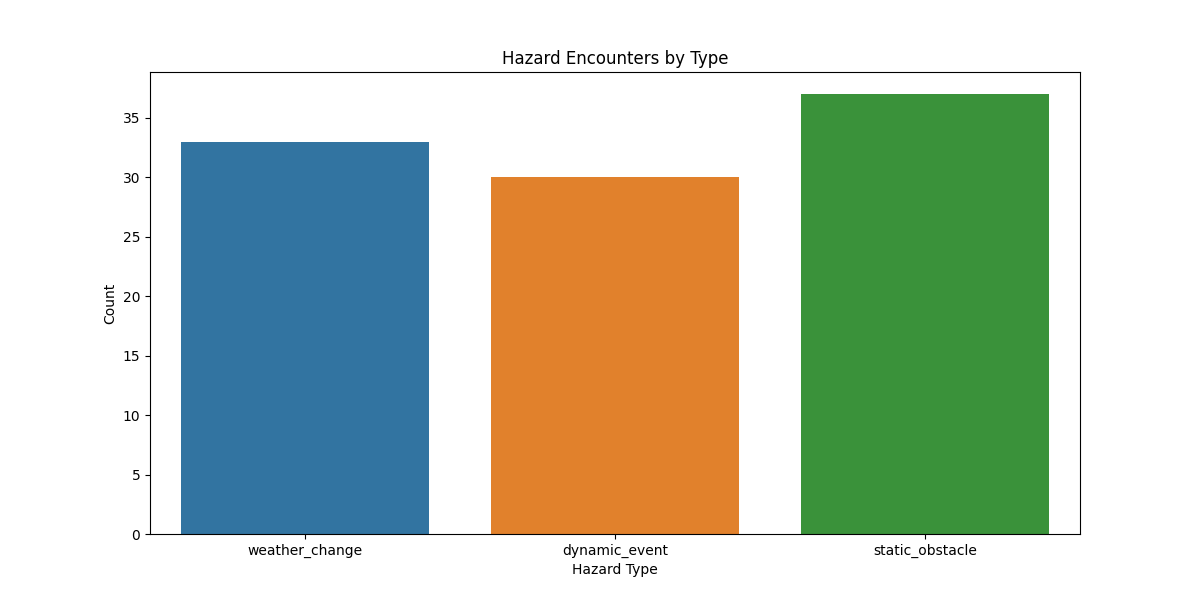 Hazard Encounters by Type
Count
35
30
25
20
15
10
5
0
weather_change
dynamic_event
static_obstacle
Hazard Type